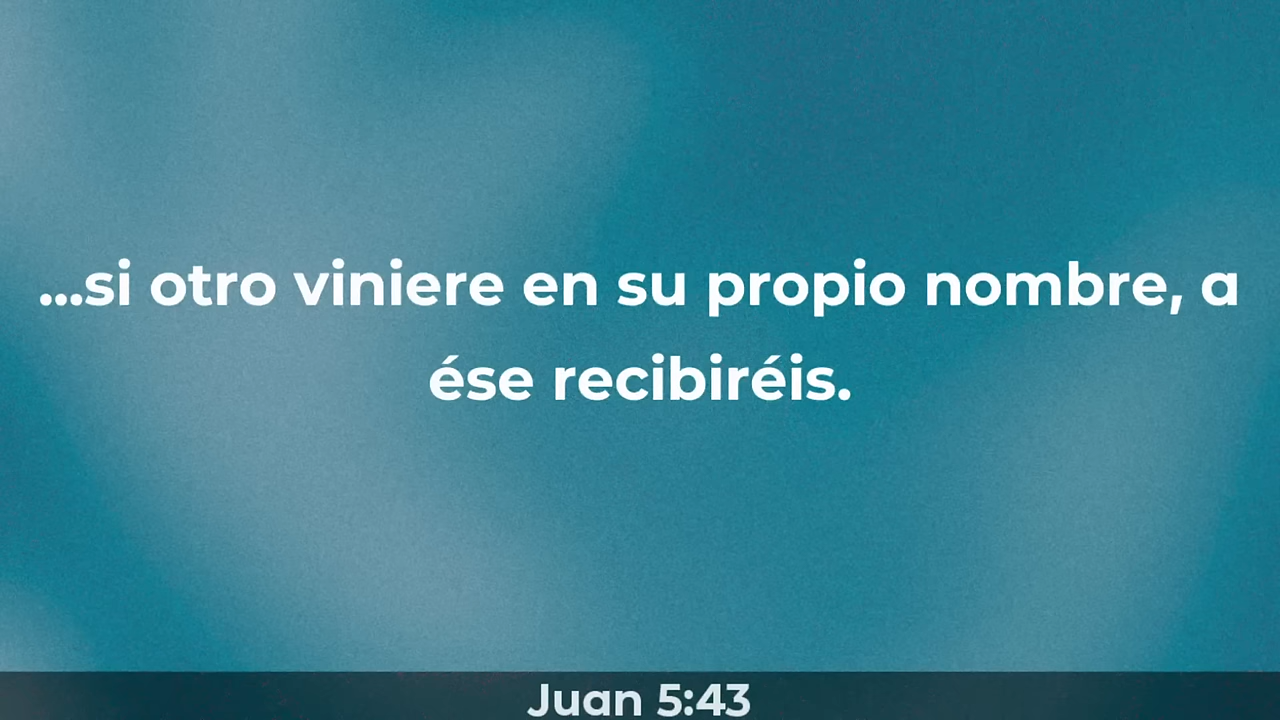 ...si otro viniere en su propio nombre, a
ése recibiréis.
Juan 5:43